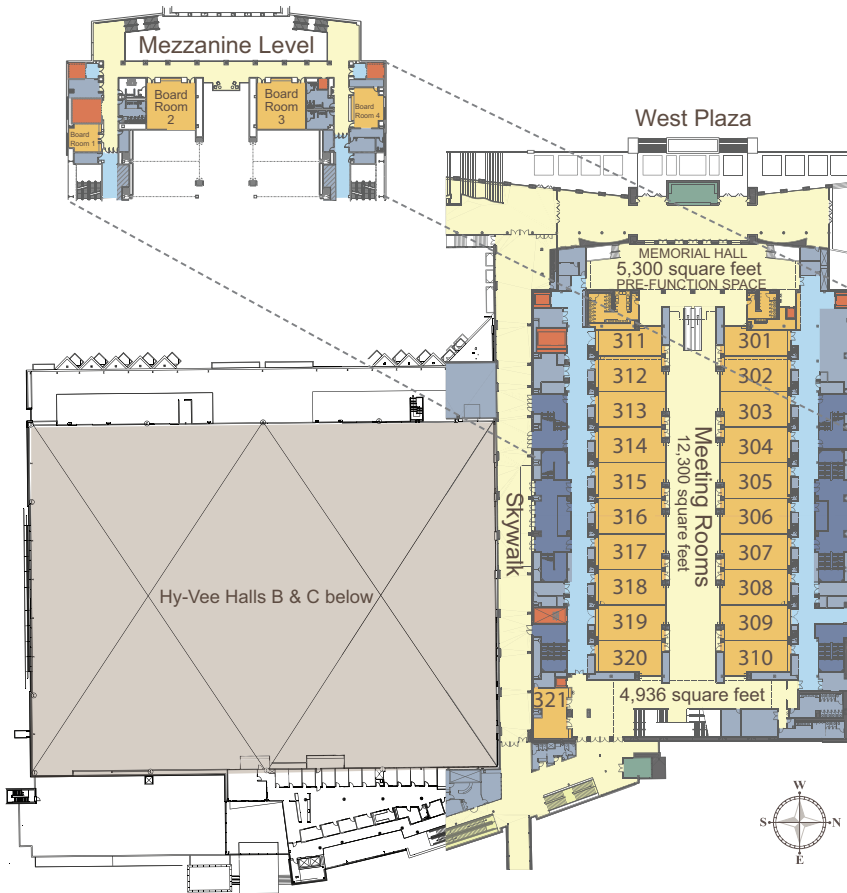 Mezzanine Level
Board
Room
2
Board
Room
3
Board
Room 4
Board
Room 1
West Plaza
MEMORIAL HALL
5,300 square feet
PRE-FUNCTION SPACE
311
301
312
302
313
303
314
304
315
305
316
306
317
307
318
308
319
309
320
310
321
Meeting Rooms
12,300 square feet
Skywalk
Hy-Vee Halls B & C below
4,936 square feet
W
S
N
E